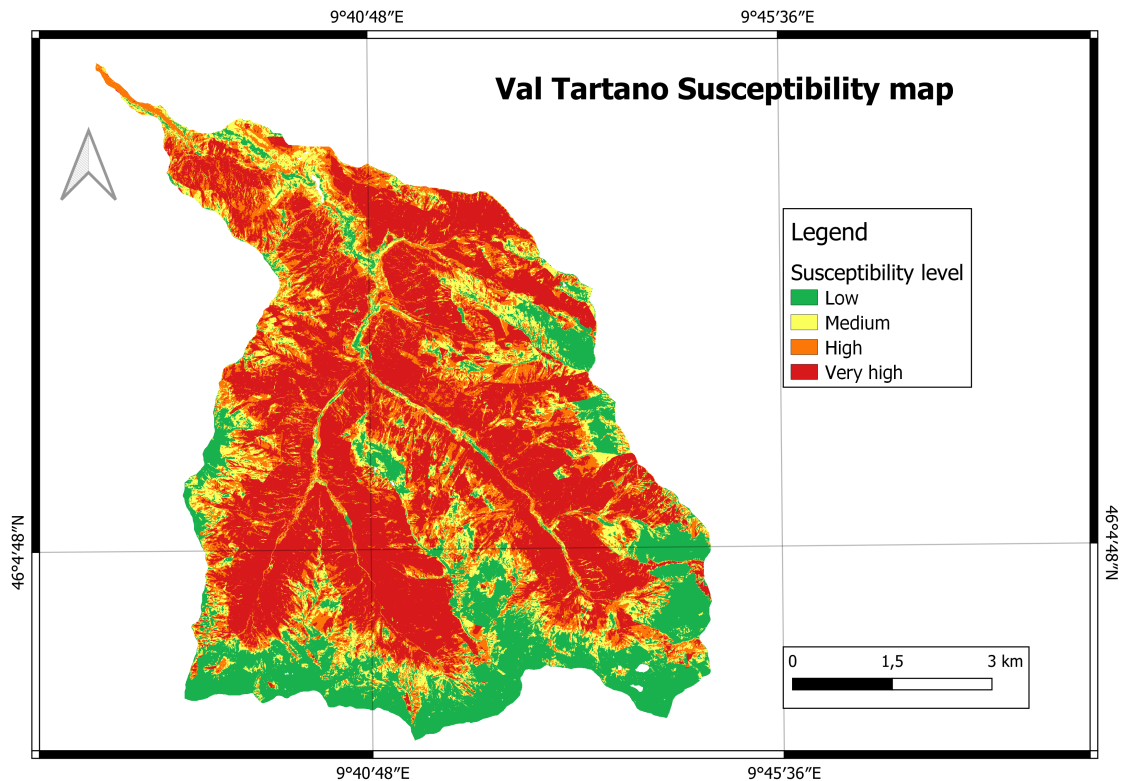 9°40′48″E 9°45′36″E
Val Tartano Susceptibility map
Legend
Susceptibility level
Low
Medium
High
Very high
46°4′48″N 46°4′48″N
0 1,5 3 km
9°40′48″E 9°45′36″E